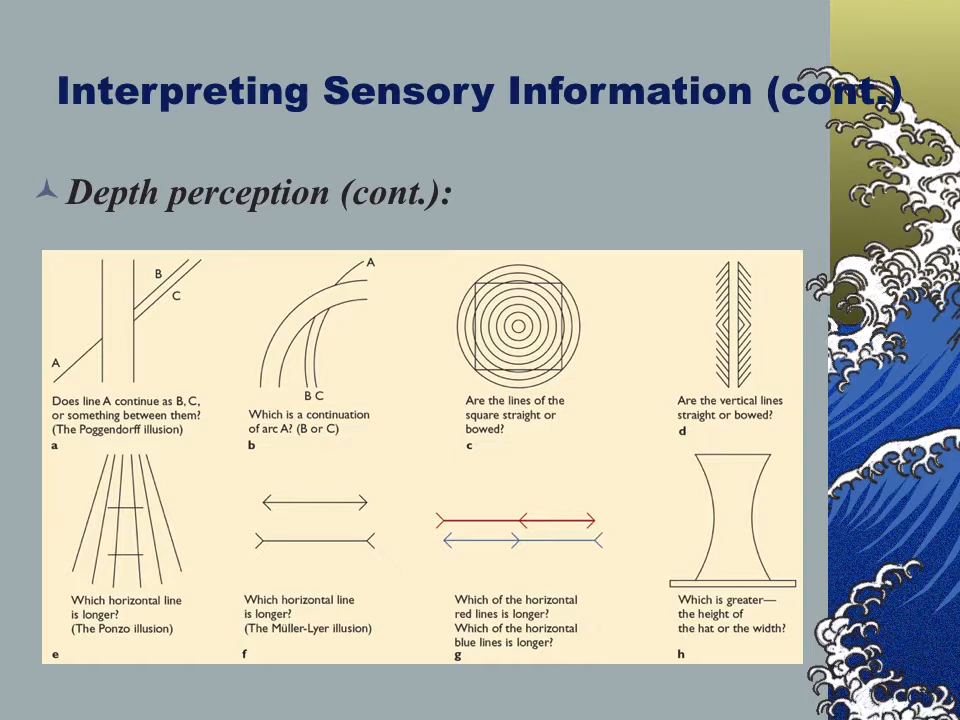 Interpreting Sensory Information (cont.)
Depth perception (cont.):
B
C
A
Does line A continue as B, C,
or something between them?
(The Poggendorff illusion)
a
A
B C
Which is a continuation
of arc A? (B or C)
b
Are the lines of the
square straight or
bowed?
c
Are the vertical lines
straight or bowed?
d
Which horizontal line
is longer?
(The Ponzo illusion)
e
Which horizontal line
is longer?
(The Müller-Lyer illusion)
f
Which of the horizontal
red lines is longer?
Which of the horizontal
blue lines is longer?
g
Which is greater—
the height of
the hat or the width?
h